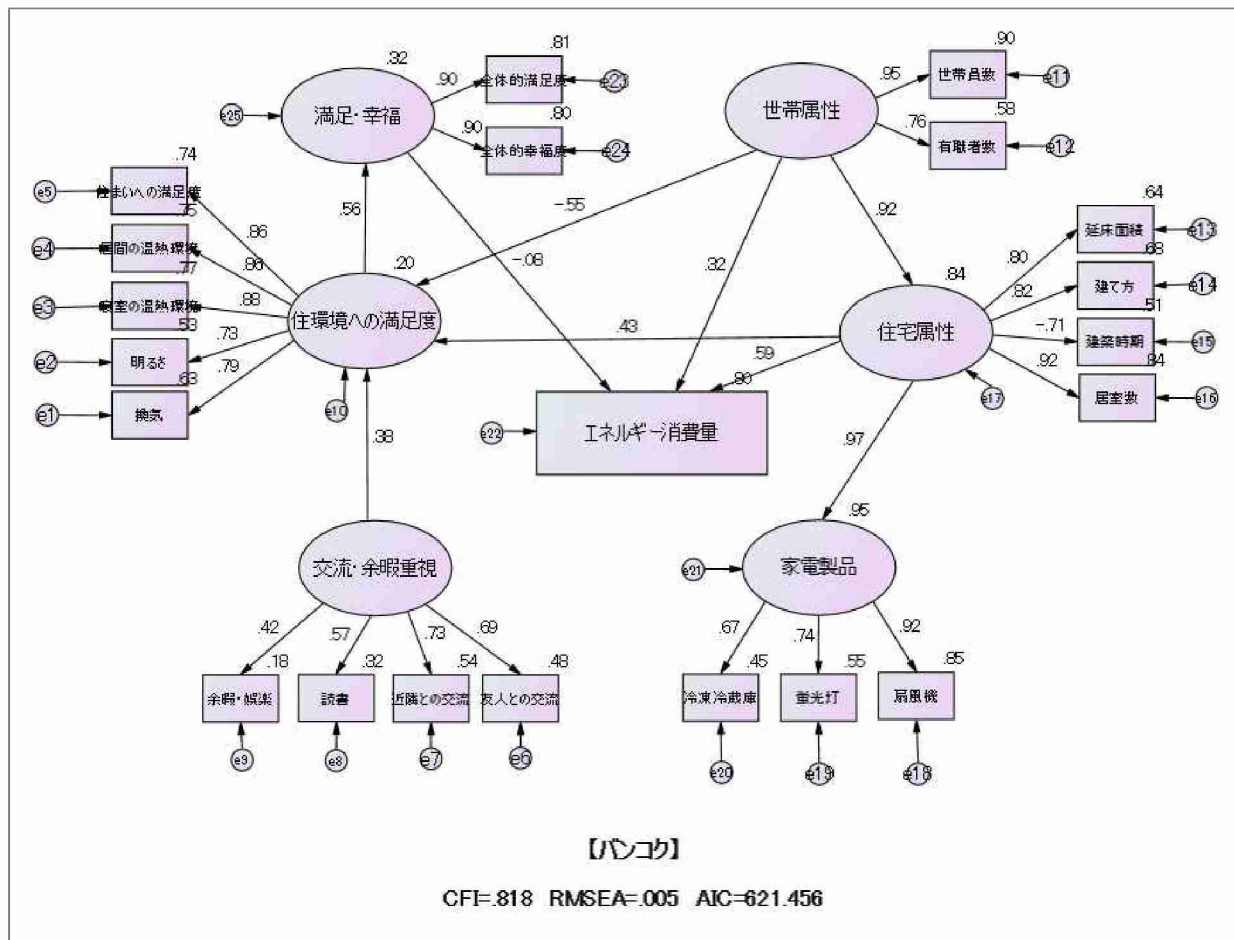 .32
満足・幸福
e25
.90
.81
全体的満足度
e23
.90
.80
全体的幸福度
e24
世帯属性
.95
.90
世帯員数
e11
.76
.58
有職者数
e12
.74
e5
住まいへの満足度
.75
e4
居間の温熱環境
.77
e3
寝室の温熱環境
.53
e2
明るさ
.63
e1
換気
.86
.86
.88
.73
.79
.56
-.55
-.08
.32
.92
.20
住環境への満足度
e10
.43
.84
住宅属性
e17
.59
.80
.64
延床面積
e13
.82
.68
建て方
e14
-.71
.51
建築時期
e15
.92
.84
居室数
e16
.80
エネルギー消費量
e22
.38
.97
交流・余暇重視
.42
.57
.73
.69
.18
.32
.54
.48
余暇・娯楽
読書
近隣との交流
友人との交流
e9
e8
e7
e6
.95
家電製品
e21
.67
.74
.92
.45
.55
.85
冷凍冷蔵庫
蛍光灯
扇風機
e20
e19
e18
【バンコク】
CFI=.818 RMSEA=.005 AIC=621.456